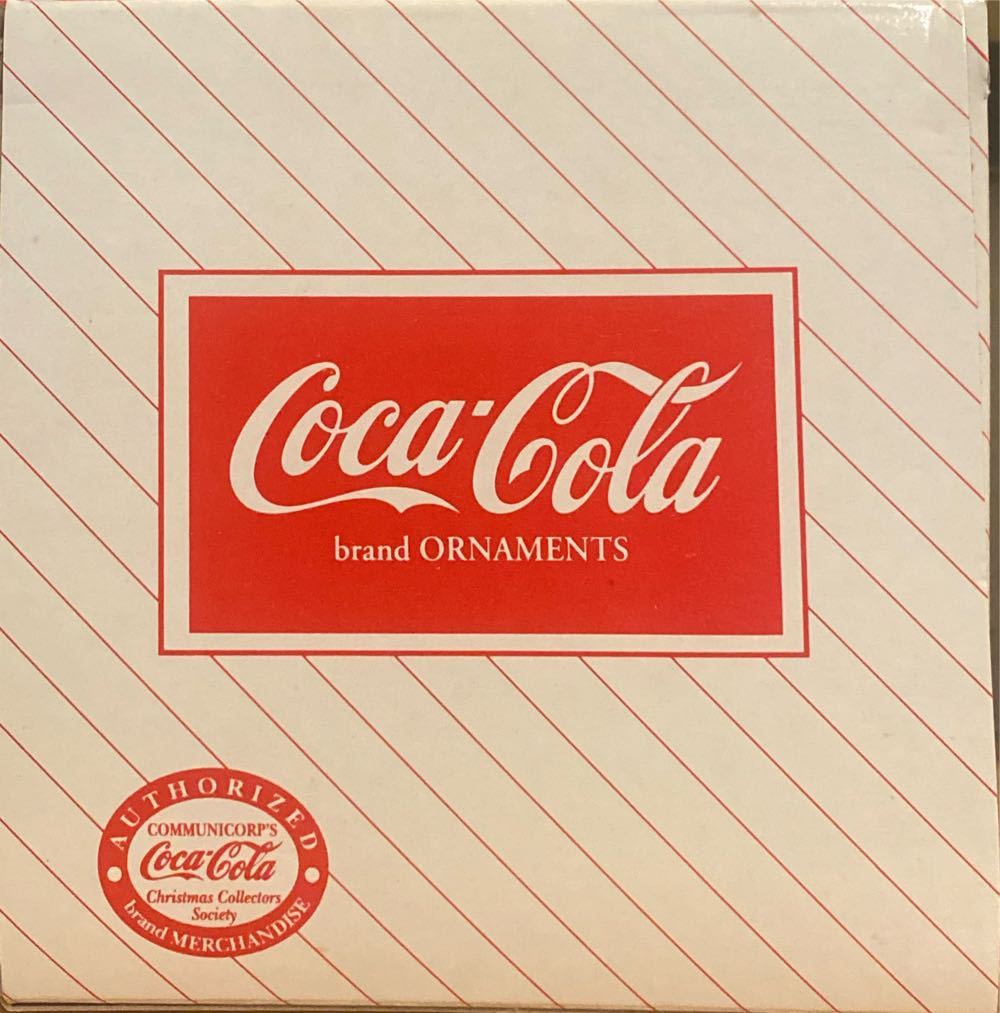 Coca-Cola
brand ORNAMENTS
AUTHORIZED
COMMUNICORP'S
Coca-Cola
Christmas Collectors
Society
brand MERCHANDISE